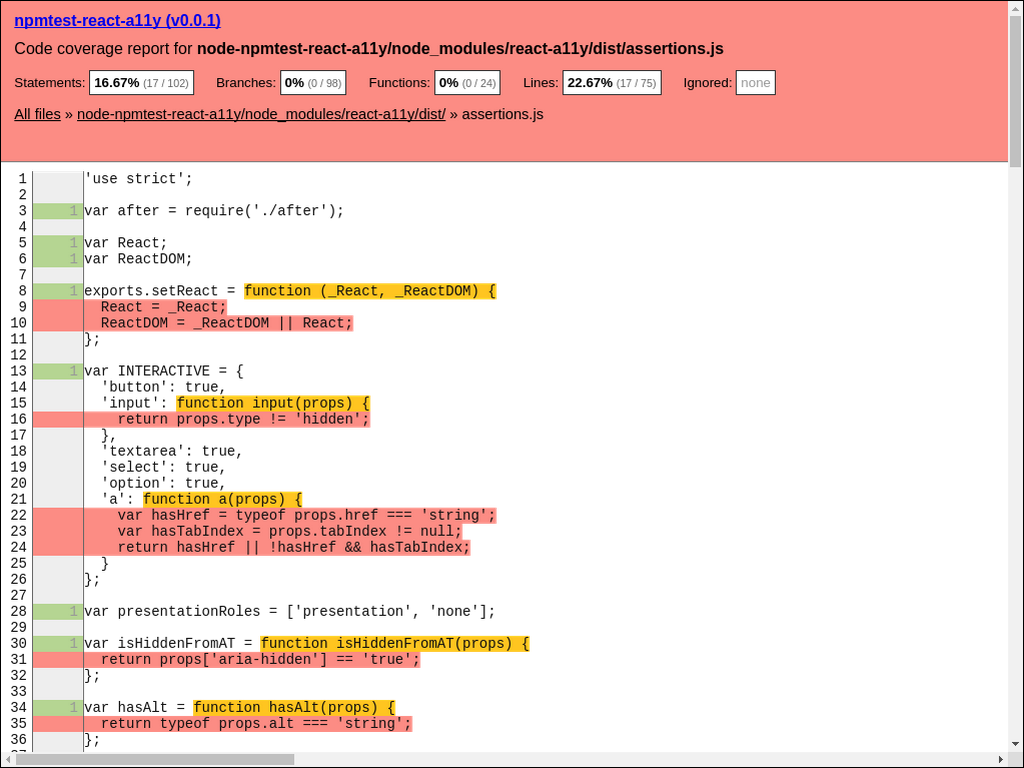 npmtest-react-a11y (v0.0.1)
Code coverage report for node-npmtest-react-a11y/node_modules/react-a11y/dist/assertions.js
Statements: 16.67% (17 / 102) Branches: 0% (0 / 98) Functions: 0% (0 / 24) Lines: 22.67% (17 / 75) Ignored: none
All files » node-npmtest-react-a11y/node_modules/react-a11y/dist/ » assertions.js
1 'use strict';
2
3 1 var after = require('./after');
4
5 1 var React;
6 1 var ReactDOM;
7
8 1 exports.setReact = function (_React, _ReactDOM) {
9 React = _React;
10 ReactDOM = _ReactDOM || React;
11 };
12
13 1 var INTERACTIVE = {
14 'button': true,
15 'input': function input(props) {
16 return props.type != 'hidden';
17 },
18 'textarea': true,
19 'select': true,
20 'option': true,
21 'a': function a(props) {
22 var hasHref = typeof props.href === 'string';
23 var hasTabIndex = props.tabIndex != null;
24 return hasHref || !hasHref && hasTabIndex;
25 }
26 };
27
28 1 var presentationRoles = ['presentation', 'none'];
29
30 1 var isHiddenFromAT = function isHiddenFromAT(props) {
31 return props['aria-hidden'] == 'true';
32 };
33
34 1 var hasAlt = function hasAlt(props) {
35 return typeof props.alt === 'string';
36 };